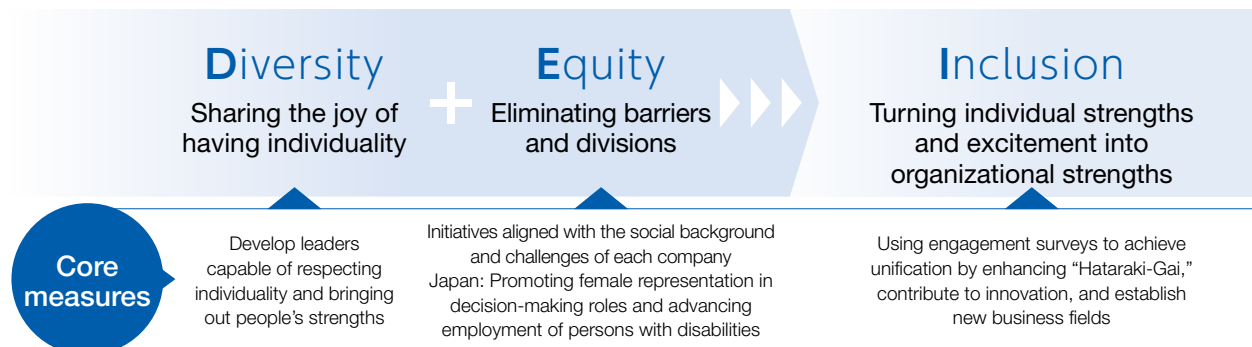 Diversity
Sharing the joy of
having individuality
Equity
Eliminating barriers
and divisions
Inclusion
Turning individual strengths
and excitement into
organizational strengths
Core
measures
Develop leaders
capable of respecting
individuality and bringing
out people’s strengths
Initiatives aligned with the social background
and challenges of each company
Japan: Promoting female representation in
decision-making roles and advancing
employment of persons with disabilities
Using engagement surveys to achieve
unification by enhancing “Hataraki-Gai,”
contribute to innovation, and establish
new business fields